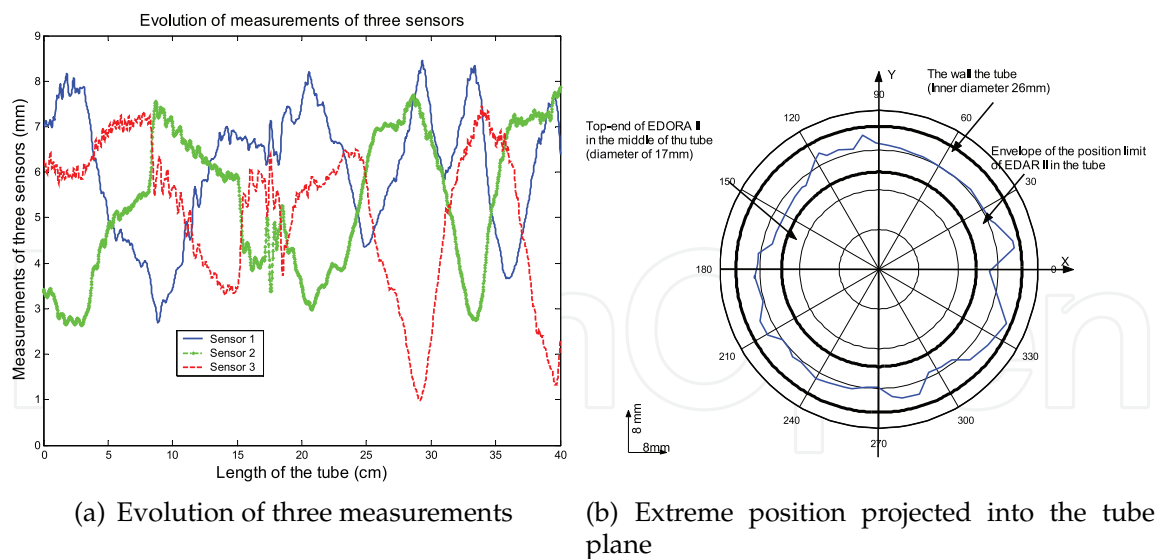 Evolution of measurements of three sensors
Measurements of three sensors (mm)
9
8
7
6
5
4
3
2
1
0
Sensor 1
Sensor 2
Sensor 3
0 5 10 15 20 25 30 35 40
Length of the tube (cm)
(a) Evolution of three measurements
Y
X
The wall the tube
(Inner diameter 26mm)
Top-end of EDORA II
in the middle of thu tube
(diameter of 17mm)
Envelope of the position limit
of EDAR II in the tube
90
120
60
150
30
180
0
210
330
240
300
270
8 mm
8mm
(b) Extreme position projected into the tube
plane